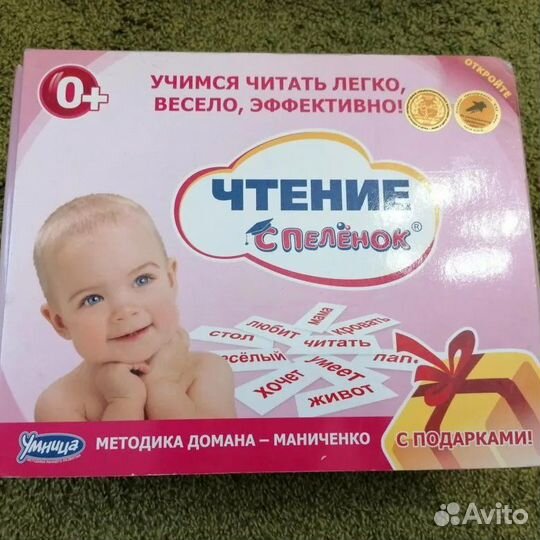 0+
УЧИМСЯ ЧИТАТЬ ЛЕГКО,
ВЕСЕЛО, ЭФФЕКТИВНО!
ОТКРОЙТЕ
ЧТЕНИЕ
С ПЕЛЁНОК®
мама
любит
кровать
стол
читать
весёлый
умеет
пап
хочет
живот
Умница
МЕТОДИКА ДОМАНА – МАНИЧЕНКО
С ПОДАРКАМИ!
Avito